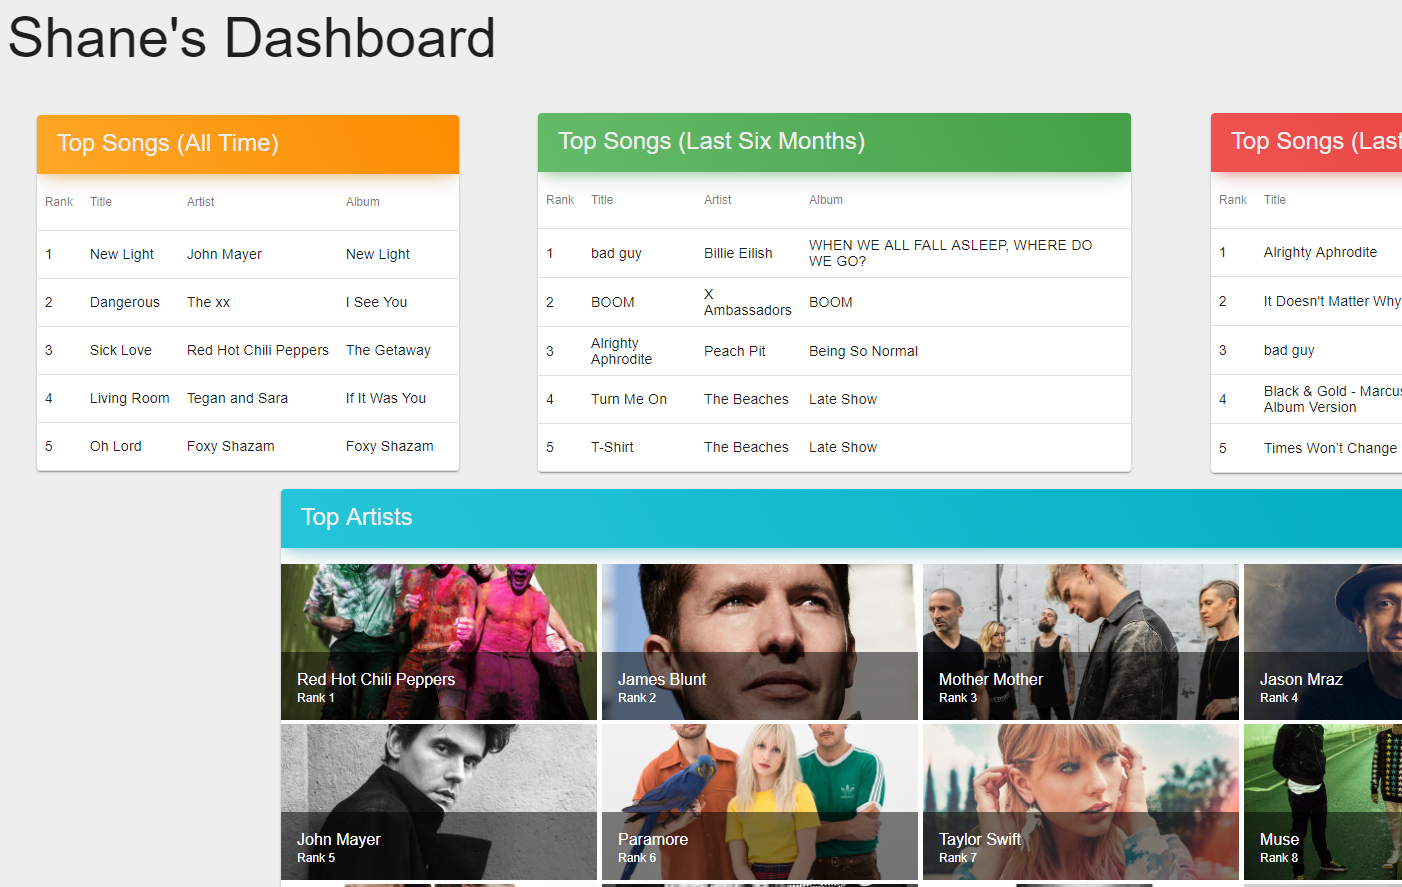 Shane's Dashboard
Top Songs (All Time)
Rank Title Artist Album
1 New Light John Mayer New Light
2 Dangerous The xx I See You
3 Sick Love Red Hot Chili Peppers The Getaway
4 Living Room Tegan and Sara If It Was You
5 Oh Lord Foxy Shazam Foxy Shazam
Top Songs (Last Six Months)
Rank Title Artist Album
1 bad guy Billie Eilish WHEN WE ALL FALL ASLEEP, WHERE DO
WE GO?
2 BOOM X
Ambassadors BOOM
3 Alrighty
Aphrodite Peach Pit Being So Normal
4 Turn Me On The Beaches Late Show
5 T-Shirt The Beaches Late Show
Top Songs (Last
Rank Title
1 Alrighty Aphrodite
2 It Doesn't Matter Why
3 bad guy
4 Black & Gold - Marcus
Album Version
5 Times Won't Change
Top Artists
Red Hot Chili Peppers
Rank 1
James Blunt
Rank 2
Mother Mother
Rank 3
Jason Mraz
Rank 4
John Mayer
Rank 5
Paramore
Rank 6
Taylor Swift
Rank 7
Muse
Rank 8